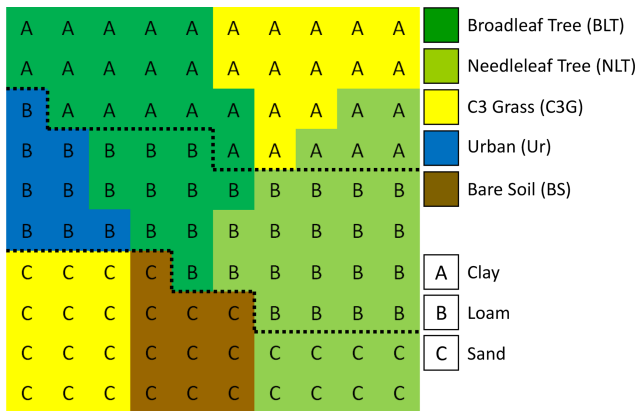 A A A A A A A A A A
A A A A A A A A A A
B A A A A A A A A A
B B B B B A A A A A
B B B B B B B B B B
B B B B B B B B B B
C C C C B B B B B B
C C C C C C B B B B
C C C C C C C C C C
C C C C C C C C C C
Broadleaf Tree (BLT)
Needleleaf Tree (NLT)
C3 Grass (C3G)
Urban (Ur)
Bare Soil (BS)
A Clay
B Loam
C Sand